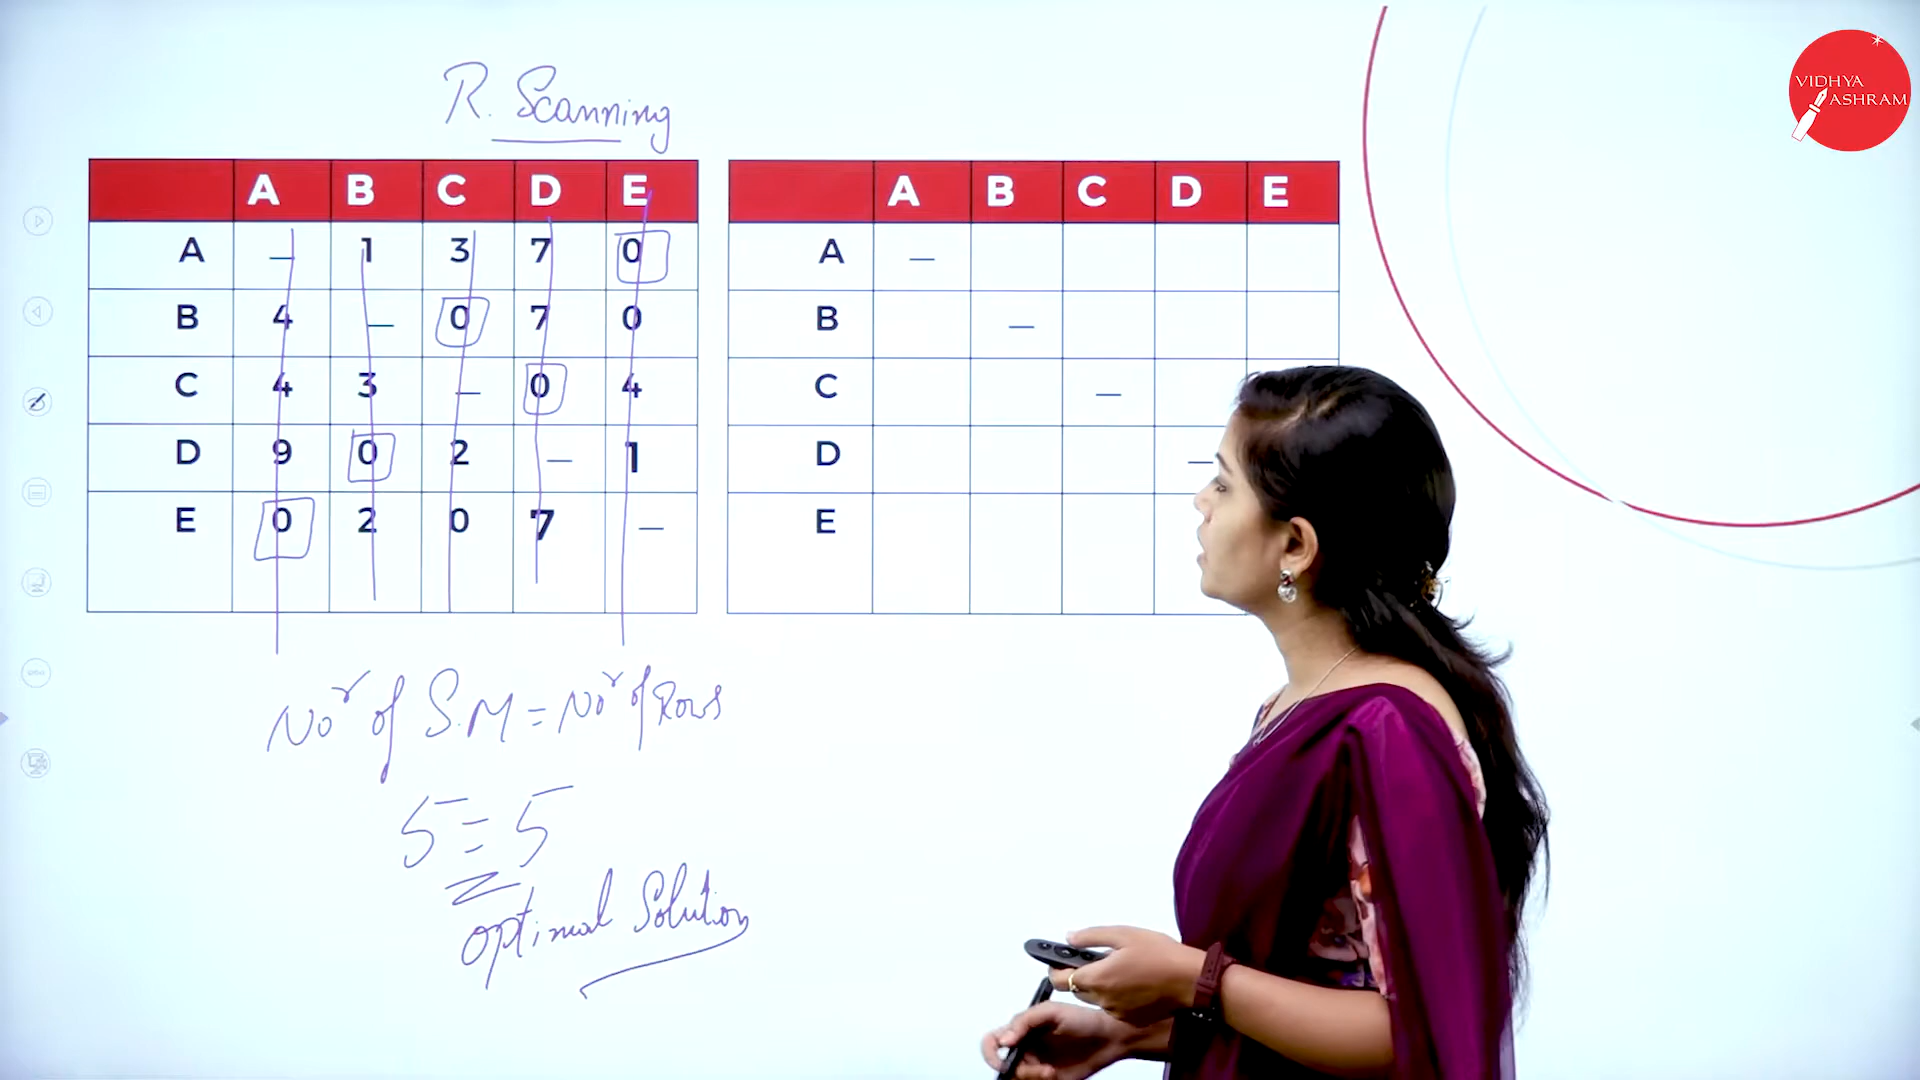 VIDHYA
ASHRAM
R. Scanning
A B C D E
A — 1 3 7 0
B 4 — 0 7 0
C 4 3 — 0 4
D 9 0 2 — 1
E 0 2 0 7 —
A B C D E
A —
B —
C —
D —
E
No^r of S.M = No^r of Rows
5 = 5
optimal Solution